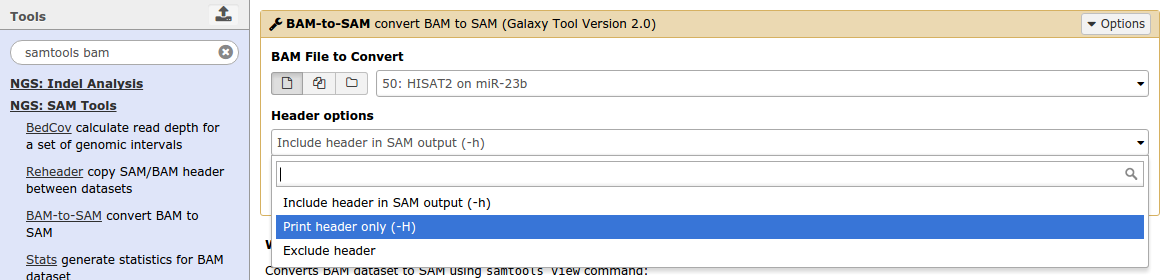 Tools
samtools bam
NGS: Indel Analysis
NGS: SAM Tools
BedCov calculate read depth for
a set of genomic intervals
Reheader copy SAM/BAM header
between datasets
BAM-to-SAM convert BAM to
SAM
Stats generate statistics for BAM
dataset
BAM-to-SAM convert BAM to SAM (Galaxy Tool Version 2.0)
Options
BAM File to Convert
50: HISAT2 on miR-23b
Header options
Include header in SAM output (-h)
Include header in SAM output (-h)
Print header only (-H)
Exclude header
Converts BAM dataset to SAM using samtools view command: